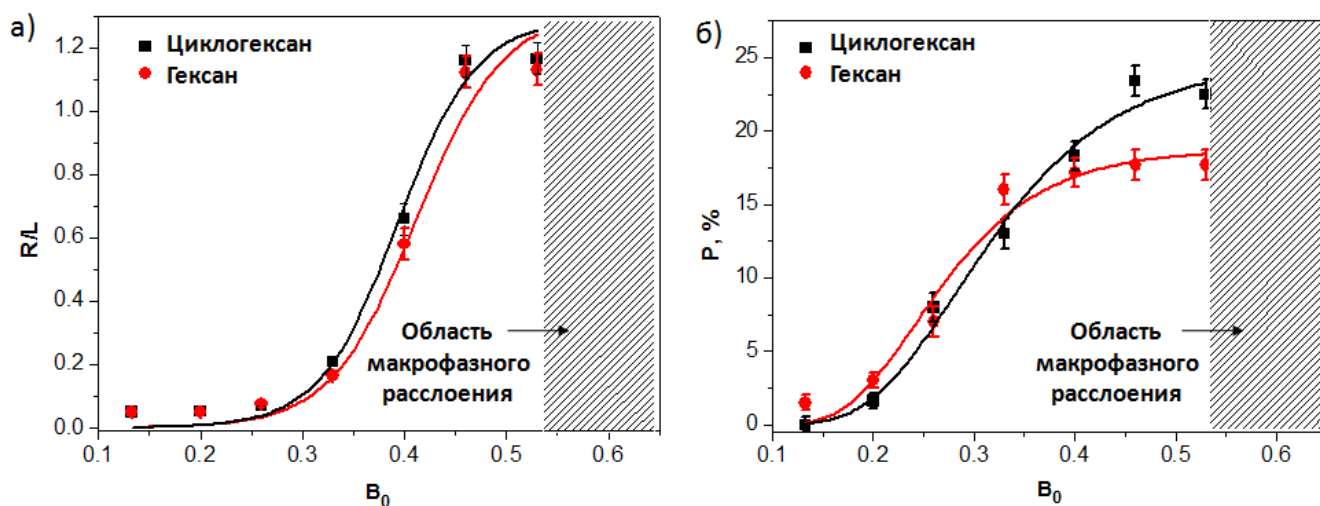 а)
R/L
1.2
1.0
0.8
0.6
0.4
0.2
0.0
Циклогексан
Гексан
Область
макрофазного
расслоения
0.1
0.2
0.3
0.4
0.5
0.6
B0
б)
P, %
25
20
15
10
5
0
Циклогексан
Гексан
Область
макрофазного
расслоения
0.1
0.2
0.3
0.4
0.5
0.6
B0